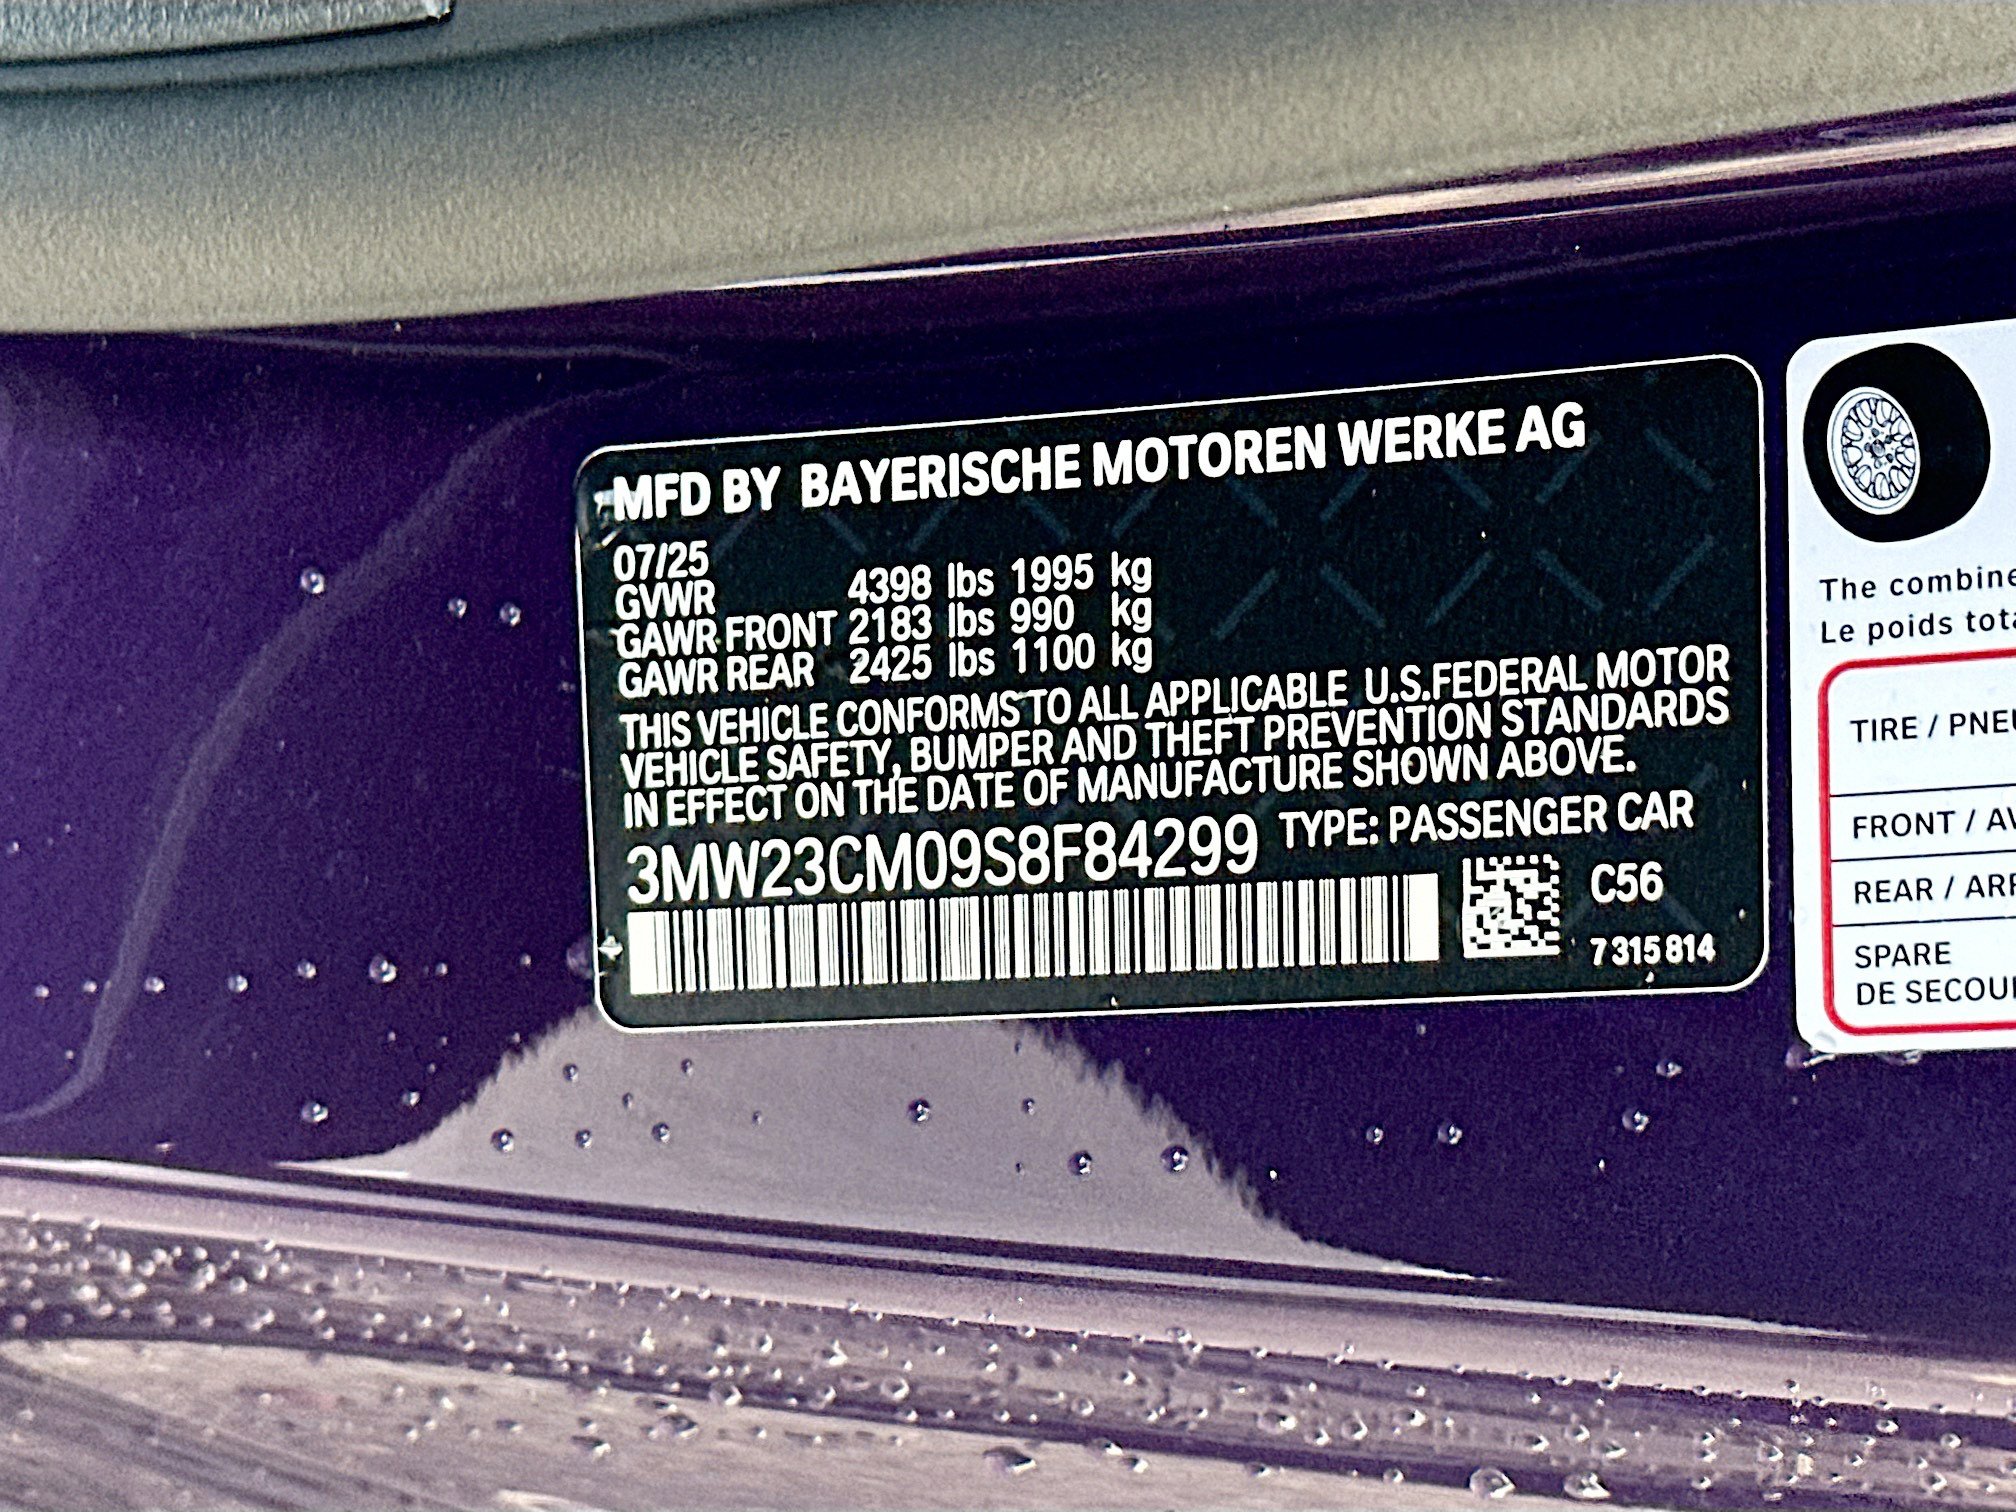 MFD BY BAYERISCHE MOTOREN WERKE AG
07/25
GVWR 4398 lbs 1995 kg
GAWR FRONT 2183 lbs 990 kg
GAWR REAR 2425 lbs 1100 kg
THIS VEHICLE CONFORMS TO ALL APPLICABLE U.S.FEDERAL MOTOR
VEHICLE SAFETY, BUMPER AND THEFT PREVENTION STANDARDS
IN EFFECT ON THE DATE OF MANUFACTURE SHOWN ABOVE.
3MW23CM09S8F84299 TYPE: PASSENGER CAR
C56
7 315 814
The combine
Le poids tot
TIRE / PNE
FRONT / AV
REAR / ARR
SPARE
DE SECOU